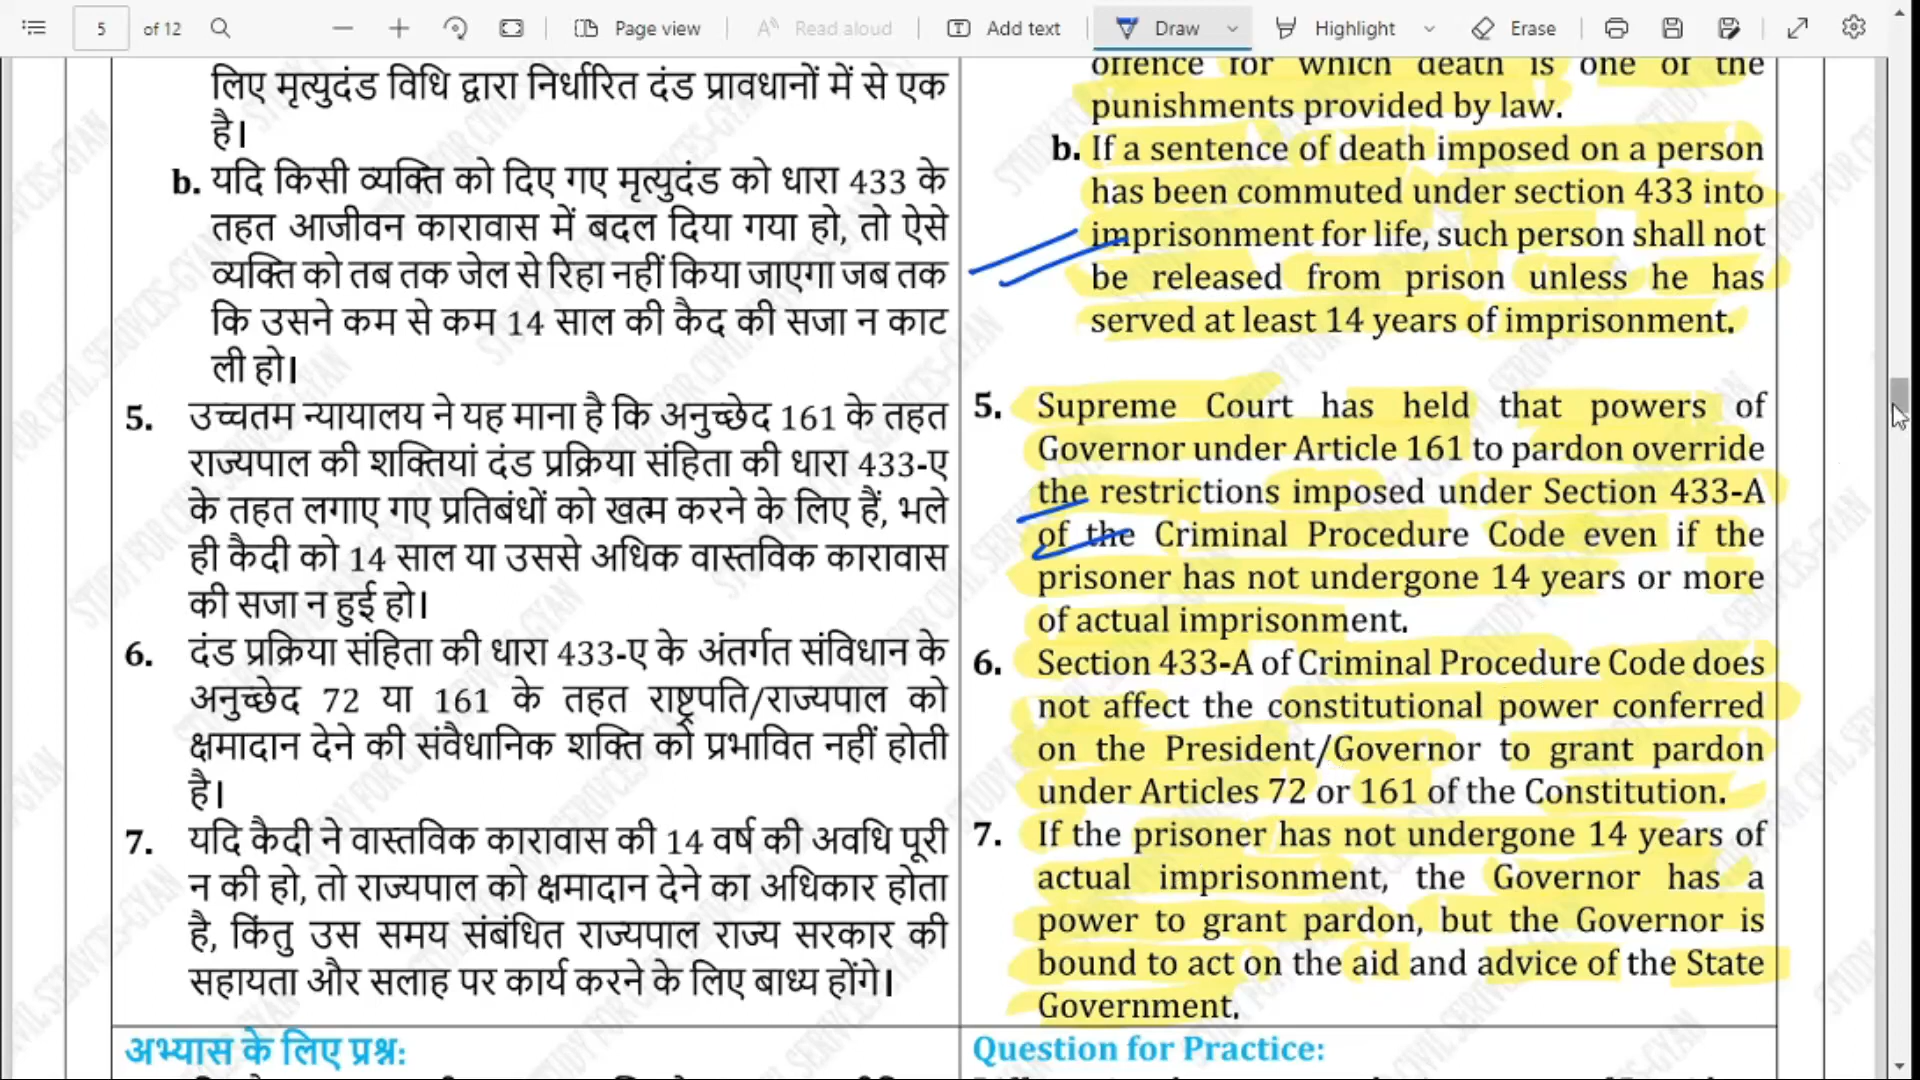 5
of 12
Page view
Read aloud
Add text
Draw
Highlight
Erase
लिए मृत्युदंड विधि द्वारा निर्धारित दंड प्रावधानों में से एक
है।
b. यदि किसी व्यक्ति को दिए गए मृत्युदंड को धारा 433 के
तहत आजीवन कारावास में बदल दिया गया हो, तो ऐसे
व्यक्ति को तब तक जेल से रिहा नहीं किया जाएगा जब तक
कि उसने कम से कम 14 साल की कैद की सजा न काट
ली हो।
5. उच्चतम न्यायालय ने यह माना है कि अनुच्छेद 161 के तहत
राज्यपाल की शक्तियां दंड प्रक्रिया संहिता की धारा 433-ए
के तहत लगाए गए प्रतिबंधों को खत्म करने के लिए हैं, भले
ही कैदी को 14 साल या उससे अधिक वास्तविक कारावास
की सजा न हुई हो।
6. दंड प्रक्रिया संहिता की धारा 433-ए के अंतर्गत संविधान के
अनुच्छेद 72 या 161 के तहत राष्ट्रपति/राज्यपाल को
क्षमादान देने की संवैधानिक शक्ति को प्रभावित नहीं होती
है।
7. यदि कैदी ने वास्तविक कारावास की 14 वर्ष की अवधि पूरी
न की हो, तो राज्यपाल को क्षमादान देने का अधिकार होता
है, किंतु उस समय संबंधित राज्यपाल राज्य सरकार की
सहायता और सलाह पर कार्य करने के लिए बाध्य होंगे।
अभ्यास के लिए प्रश्न:
offence for which death is one of the
punishments provided by law.
b. If a sentence of death imposed on a person
has been commuted under section 433 into
imprisonment for life, such person shall not
be released from prison unless he has
served at least 14 years of imprisonment.
5. Supreme Court has held that powers of
Governor under Article 161 to pardon override
the restrictions imposed under Section 433-A
of the Criminal Procedure Code even if the
prisoner has not undergone 14 years or more
of actual imprisonment.
6. Section 433-A of Criminal Procedure Code does
not affect the constitutional power conferred
on the President/Governor to grant pardon
under Articles 72 or 161 of the Constitution.
7. If the prisoner has not undergone 14 years of
actual imprisonment, the Governor has a
power to grant pardon, but the Governor is
bound to act on the aid and advice of the State
Government.
Question for Practice: